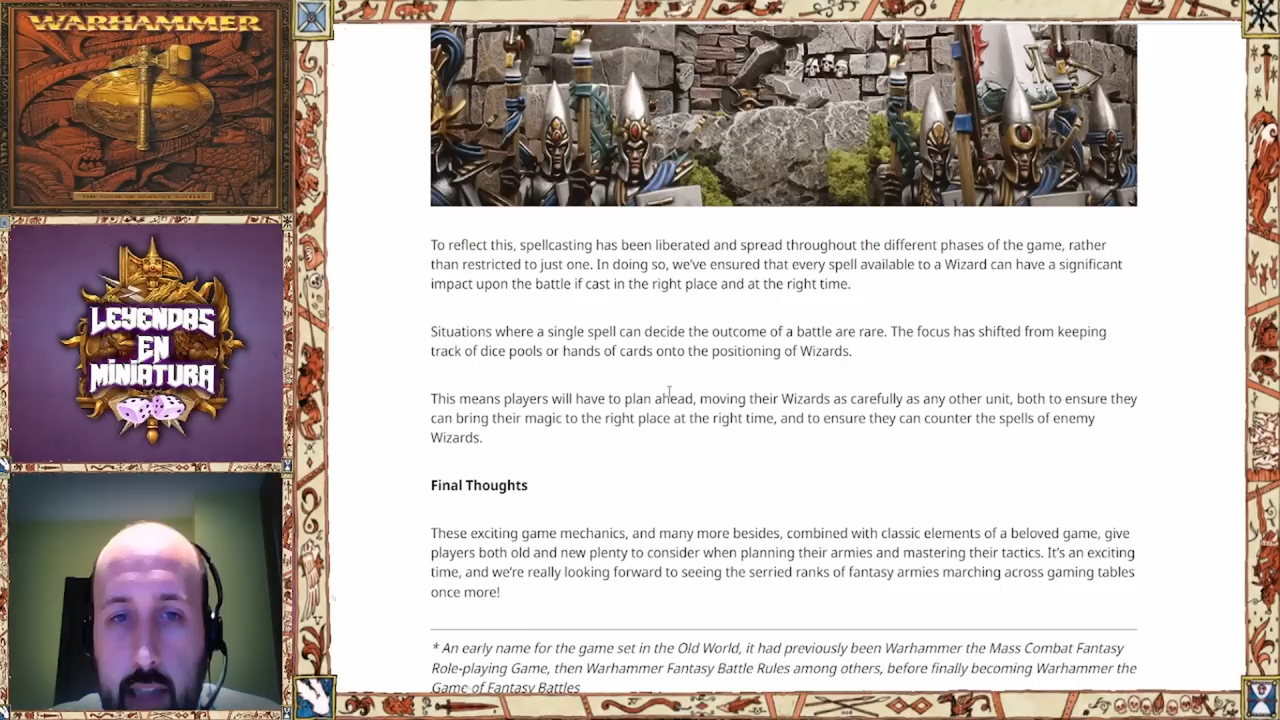 WARHAMMER
LEYENDAS
EN
MINIATURA
To reflect this, spellcasting has been liberated and spread throughout the different phases of the game, rather
than restricted to just one. In doing so, we’ve ensured that every spell available to a Wizard can have a significant
impact upon the battle if cast in the right place and at the right time.
Situations where a single spell can decide the outcome of a battle are rare. The focus has shifted from keeping
track of dice pools or hands of cards onto the positioning of Wizards.
This means players will have to plan ahead, moving their Wizards as carefully as any other unit, both to ensure they
can bring their magic to the right place at the right time, and to ensure they can counter the spells of enemy
Wizards.
Final Thoughts
These exciting game mechanics, and many more besides, combined with classic elements of a beloved game, give
players both old and new plenty to consider when planning their armies and mastering their tactics. It’s an exciting
time, and we’re really looking forward to seeing the serried ranks of fantasy armies marching across gaming tables
once more!
* An early name for the game set in the Old World, it had previously been Warhammer the Mass Combat Fantasy
Role-playing Game, then Warhammer Fantasy Battle Rules among others, before finally becoming Warhammer the
Game of Fantasy Battles